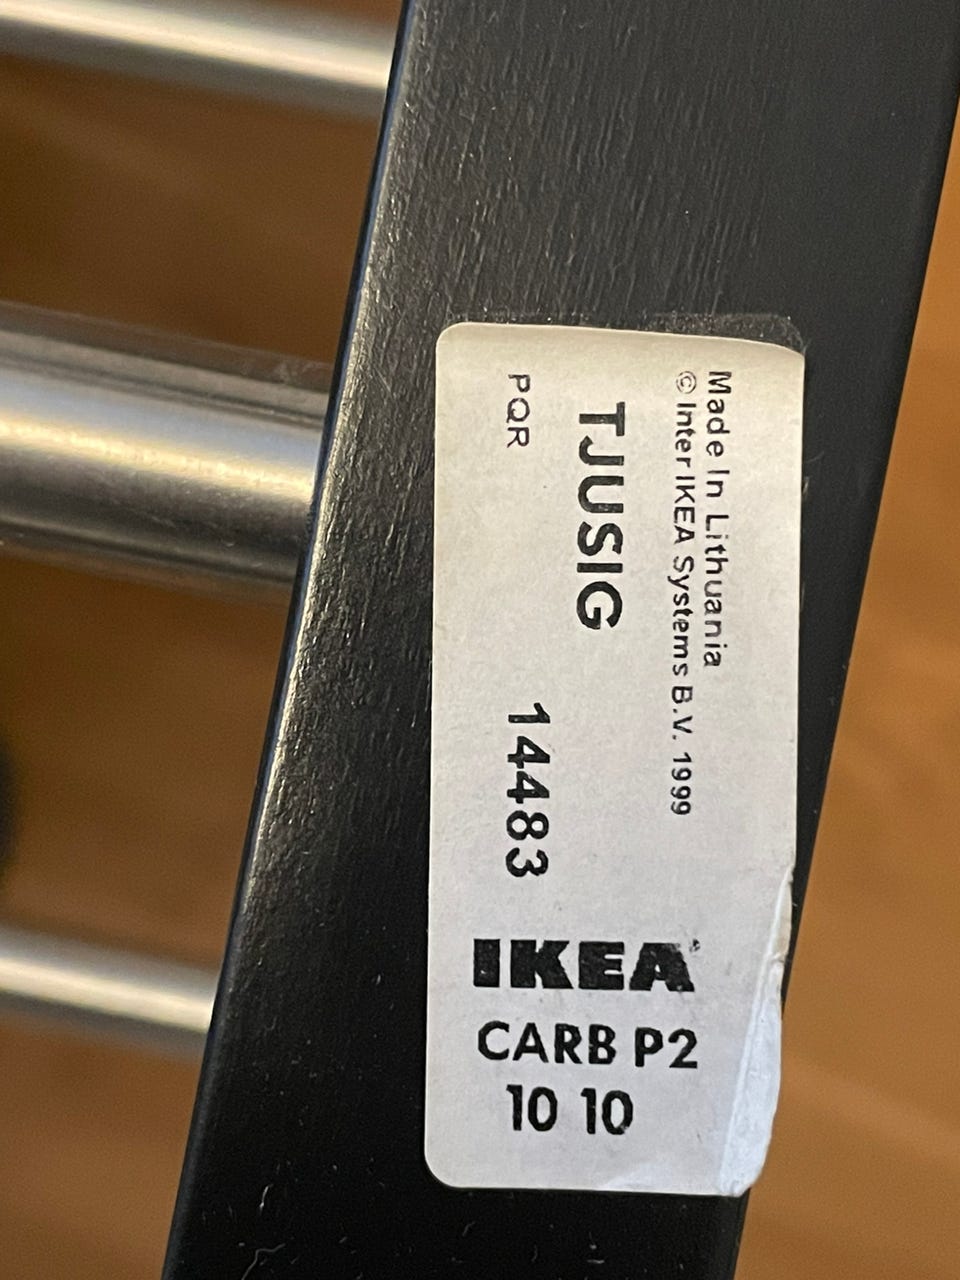 Made In Lithuania
© Inter IKEA Systems B.V. 1999
TJUSIG
PQR
14483
IKEA®
CARB P2
10 10